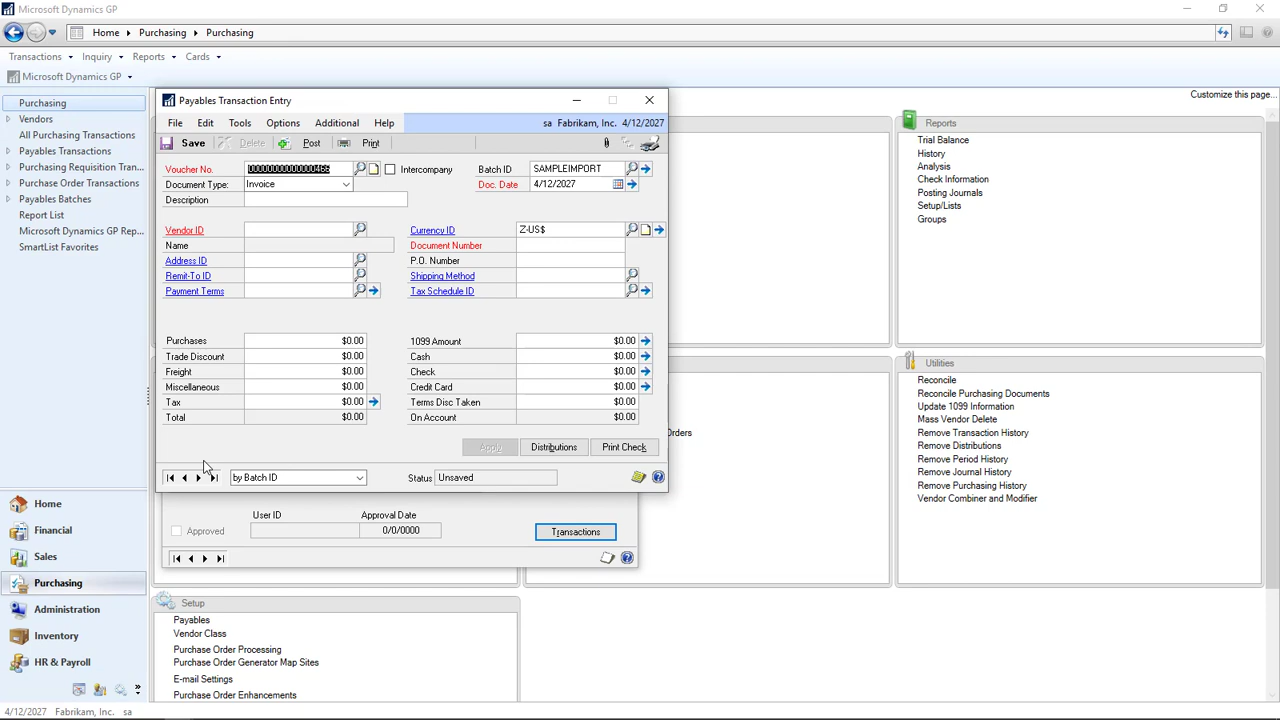 Microsoft Dynamics GP
Home Purchasing Purchasing
Transactions Inquiry Reports Cards
Microsoft Dynamics GP
Customize this page...
Purchasing
Vendors
All Purchasing Transactions
Payables Transactions
Purchasing Requisition Tran...
Purchase Order Transactions
Payables Batches
Report List
Microsoft Dynamics GP Rep...
SmartList Favorites
Home
Financial
Sales
Purchasing
Administration
Inventory
HR & Payroll
Payables Transaction Entry
File Edit Tools Options Additional Help
sa Fabrikam, Inc. 4/12/2027
Save Delete Post Print
Voucher No. Intercompany Batch ID SAMPLEIMPORT
Document Type: Invoice Doc. Date 4/12/2027
Description
Vendor ID Currency ID Z-US$
Name Document Number
Address ID P.O. Number
Remit-To ID Shipping Method
Payment Terms Tax Schedule ID
Purchases $0.00 1099 Amount $0.00
Trade Discount $0.00 Cash $0.00
Freight $0.00 Check $0.00
Miscellaneous $0.00 Credit Card $0.00
Tax $0.00 Terms Disc Taken $0.00
Total $0.00 On Account $0.00
Apply Distributions Print Check
by Batch ID Status Unsaved
User ID Approval Date
Approved 0/0/0000 Transactions
Orders
Setup
Payables
Vendor Class
Purchase Order Processing
Purchase Order Generator Map Sites
E-mail Settings
Purchase Order Enhancements
Reports
Trial Balance
History
Analysis
Check Information
Posting Journals
Setup/Lists
Groups
Utilities
Reconcile
Reconcile Purchasing Documents
Update 1099 Information
Mass Vendor Delete
Remove Transaction History
Remove Distributions
Remove Period History
Remove Journal History
Remove Purchasing History
Vendor Combiner and Modifier
4/12/2027 Fabrikam, Inc. sa